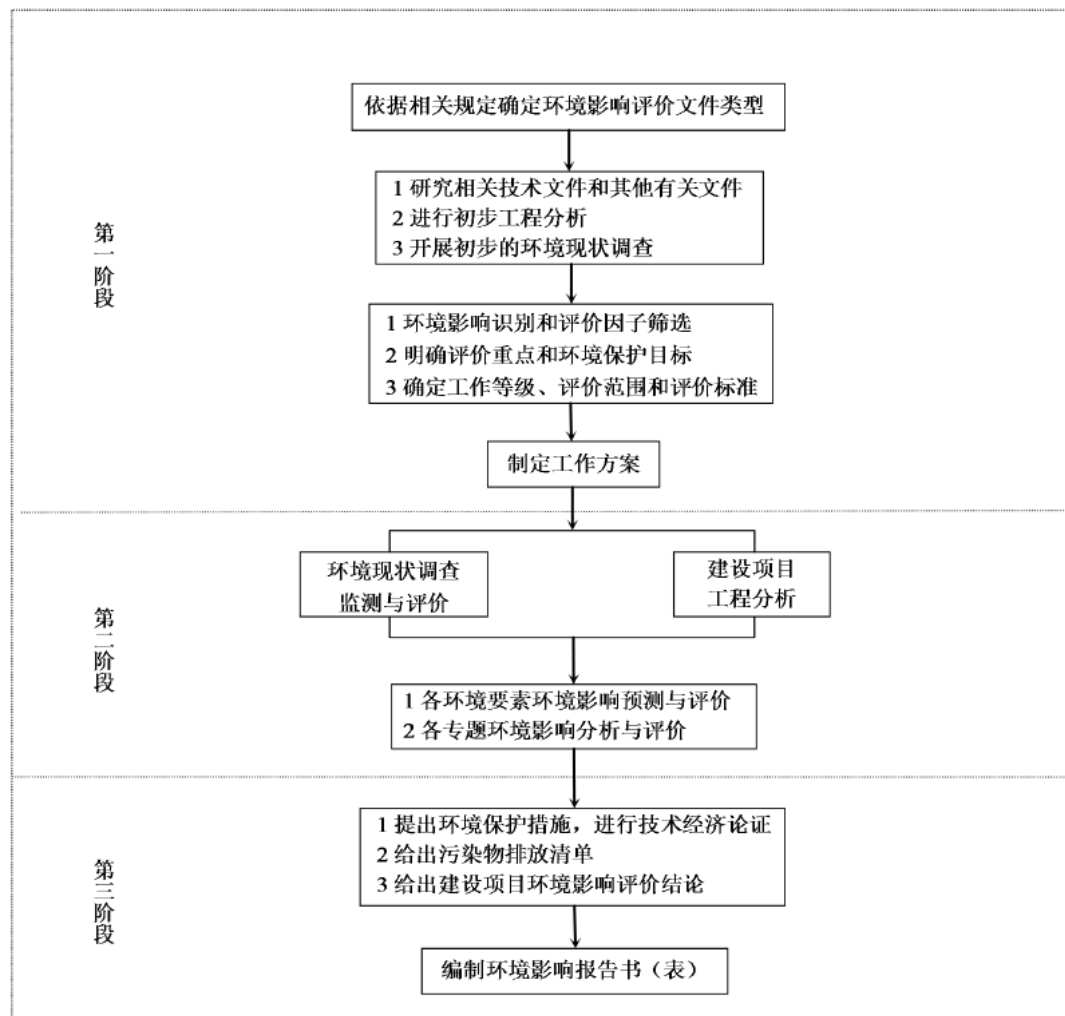 依据相关规定确定环境影响评价文件类型
1 研究相关技术文件和其他有关文件
2 进行初步工程分析
3 开展初步的环境现状调查
第一阶段
1 环境影响识别和评价因子筛选
2 明确评价重点和环境保护目标
3 确定工作等级、评价范围和评价标准
制定工作方案
环境现状调查
监测与评价
建设项目
工程分析
第二阶段
1 各环境要素环境影响预测与评价
2 各专题环境影响分析与评价
1 提出环境保护措施，进行技术经济论证
2 给出污染物排放清单
3 给出建设项目环境影响评价结论
第三阶段
编制环境影响报告书（表）